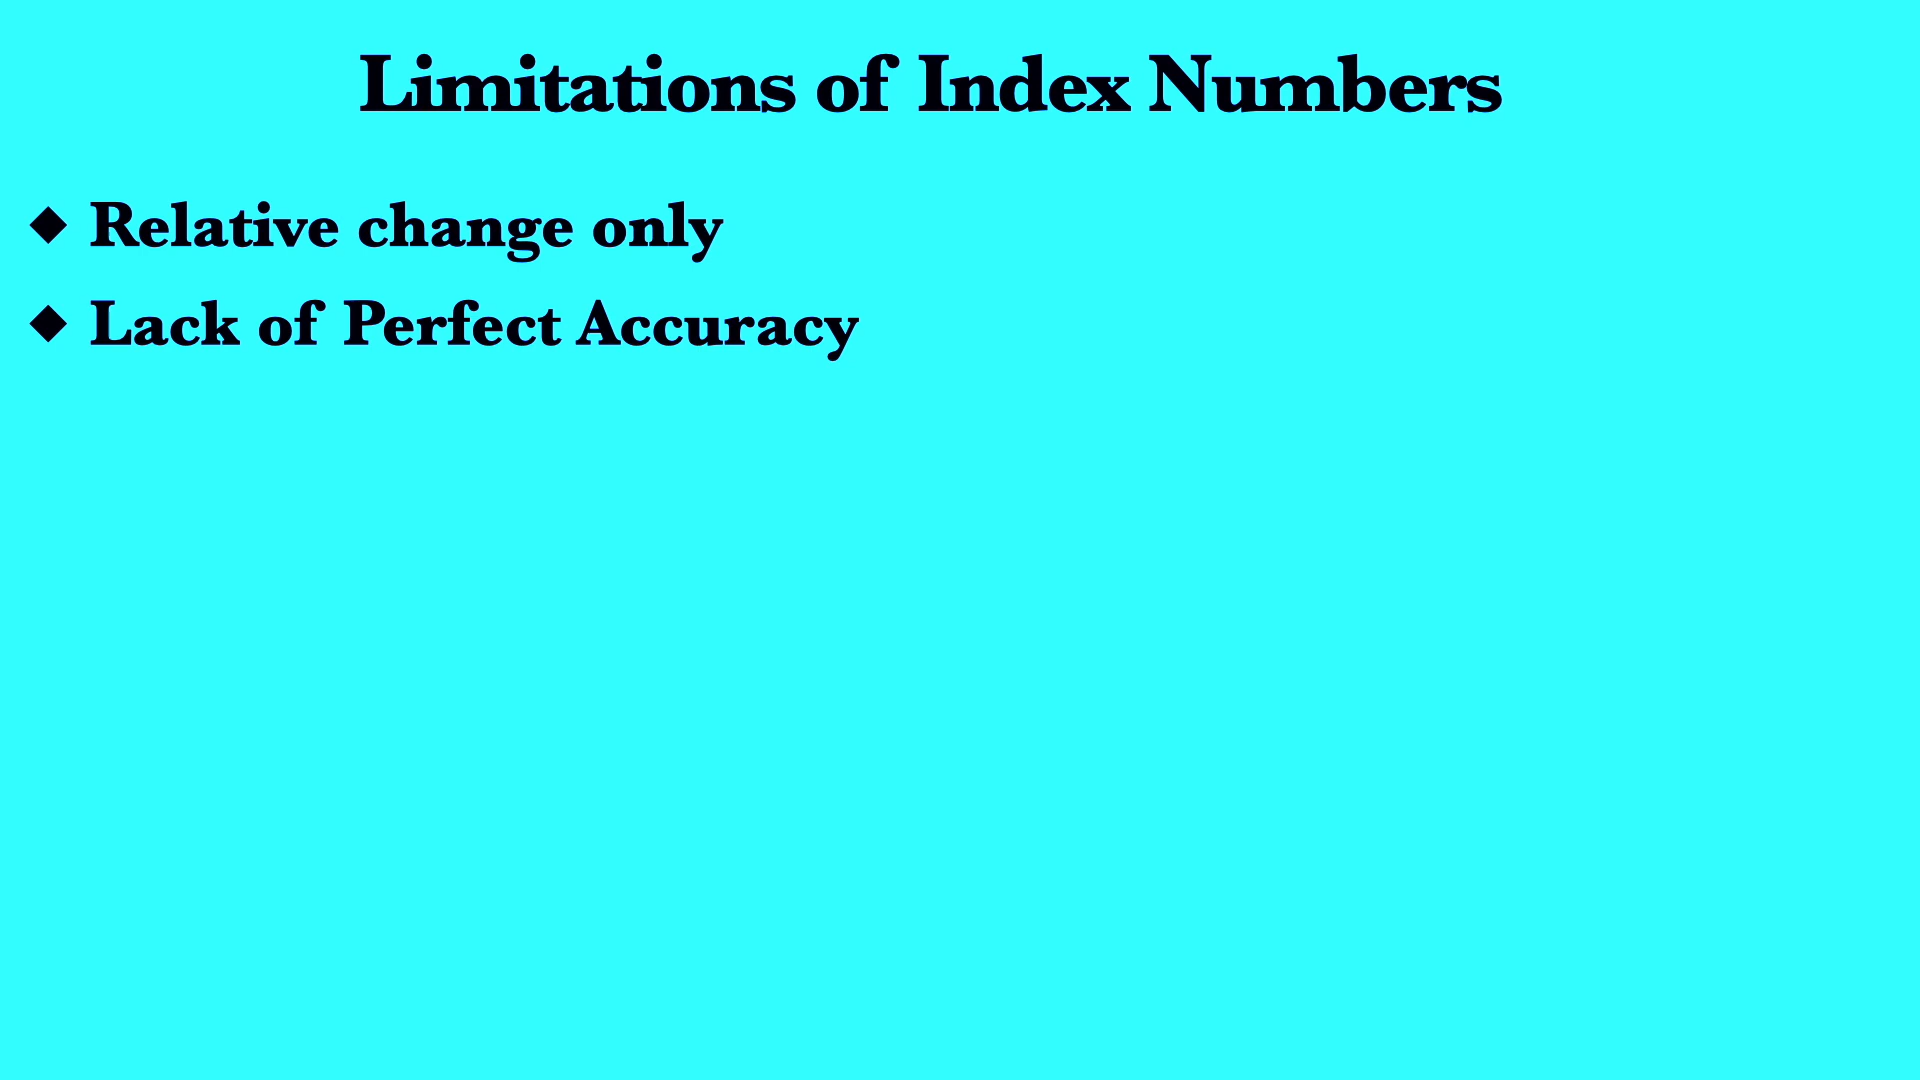 Limitations of Index Numbers
◆ Relative change only
◆ Lack of Perfect Accuracy